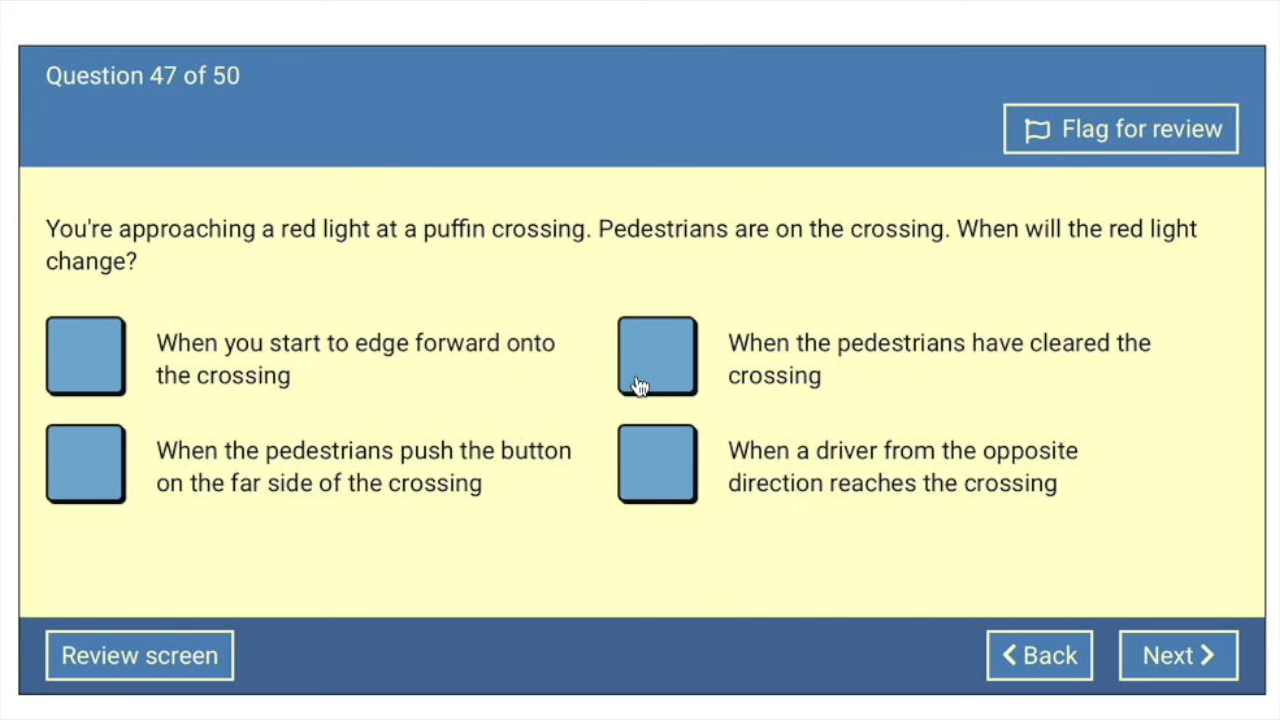 Question 47 of 50
Flag for review
You're approaching a red light at a puffin crossing. Pedestrians are on the crossing. When will the red light
change?
When you start to edge forward onto
the crossing
When the pedestrians have cleared the
crossing
When the pedestrians push the button
on the far side of the crossing
When a driver from the opposite
direction reaches the crossing
Review screen
Back
Next